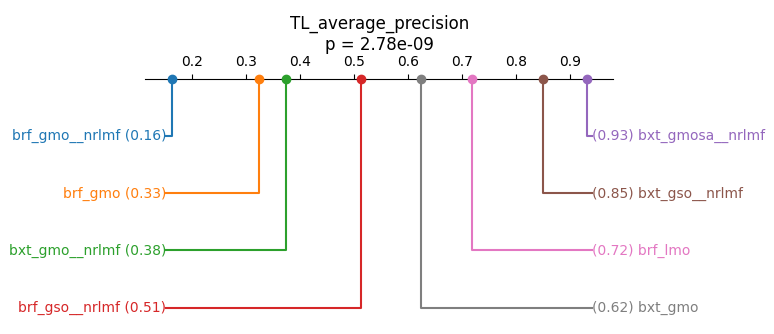 TL_average_precision
p = 2.78e-09
0.2 0.3 0.4 0.5 0.6 0.7 0.8 0.9
brf_gmo__nrlmf (0.16)
(0.93) bxt_gmosa__nrlmf
brf_gmo (0.33)
(0.85) bxt_gso__nrlmf
bxt_gmo__nrlmf (0.38)
(0.72) brf_lmo
brf_gso__nrlmf (0.51)
(0.62) bxt_gmo